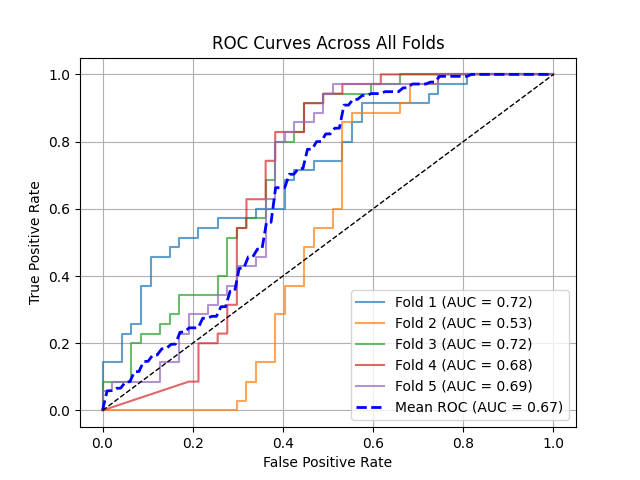 ROC Curves Across All Folds
True Positive Rate
1.0
0.8
0.6
0.4
0.2
0.0
Fold 1 (AUC = 0.72)
Fold 2 (AUC = 0.53)
Fold 3 (AUC = 0.72)
Fold 4 (AUC = 0.68)
Fold 5 (AUC = 0.69)
Mean ROC (AUC = 0.67)
0.0 0.2 0.4 0.6 0.8 1.0
False Positive Rate